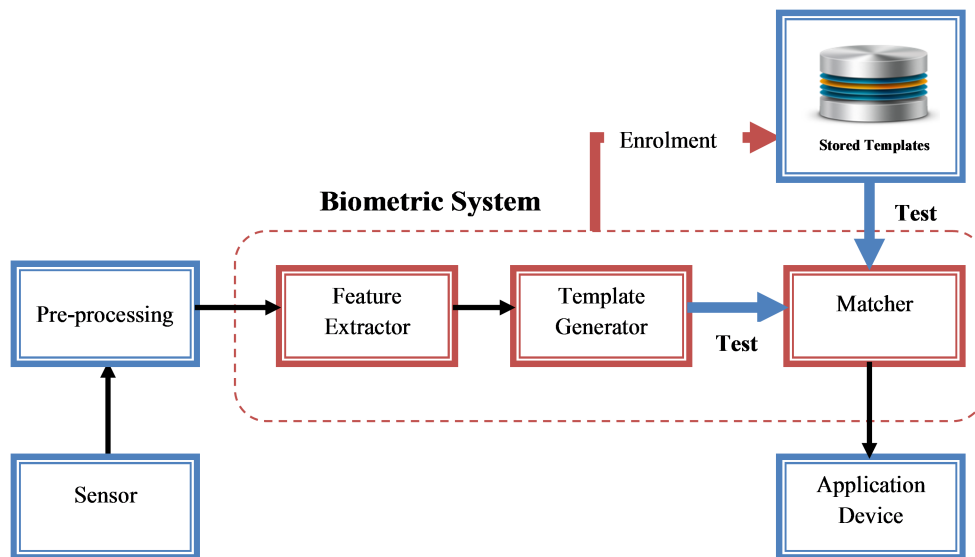 Stored Templates
Enrolment
Biometric System
Test
Pre-processing
Feature
Extractor
Template
Generator
Test
Matcher
Sensor
Application
Device